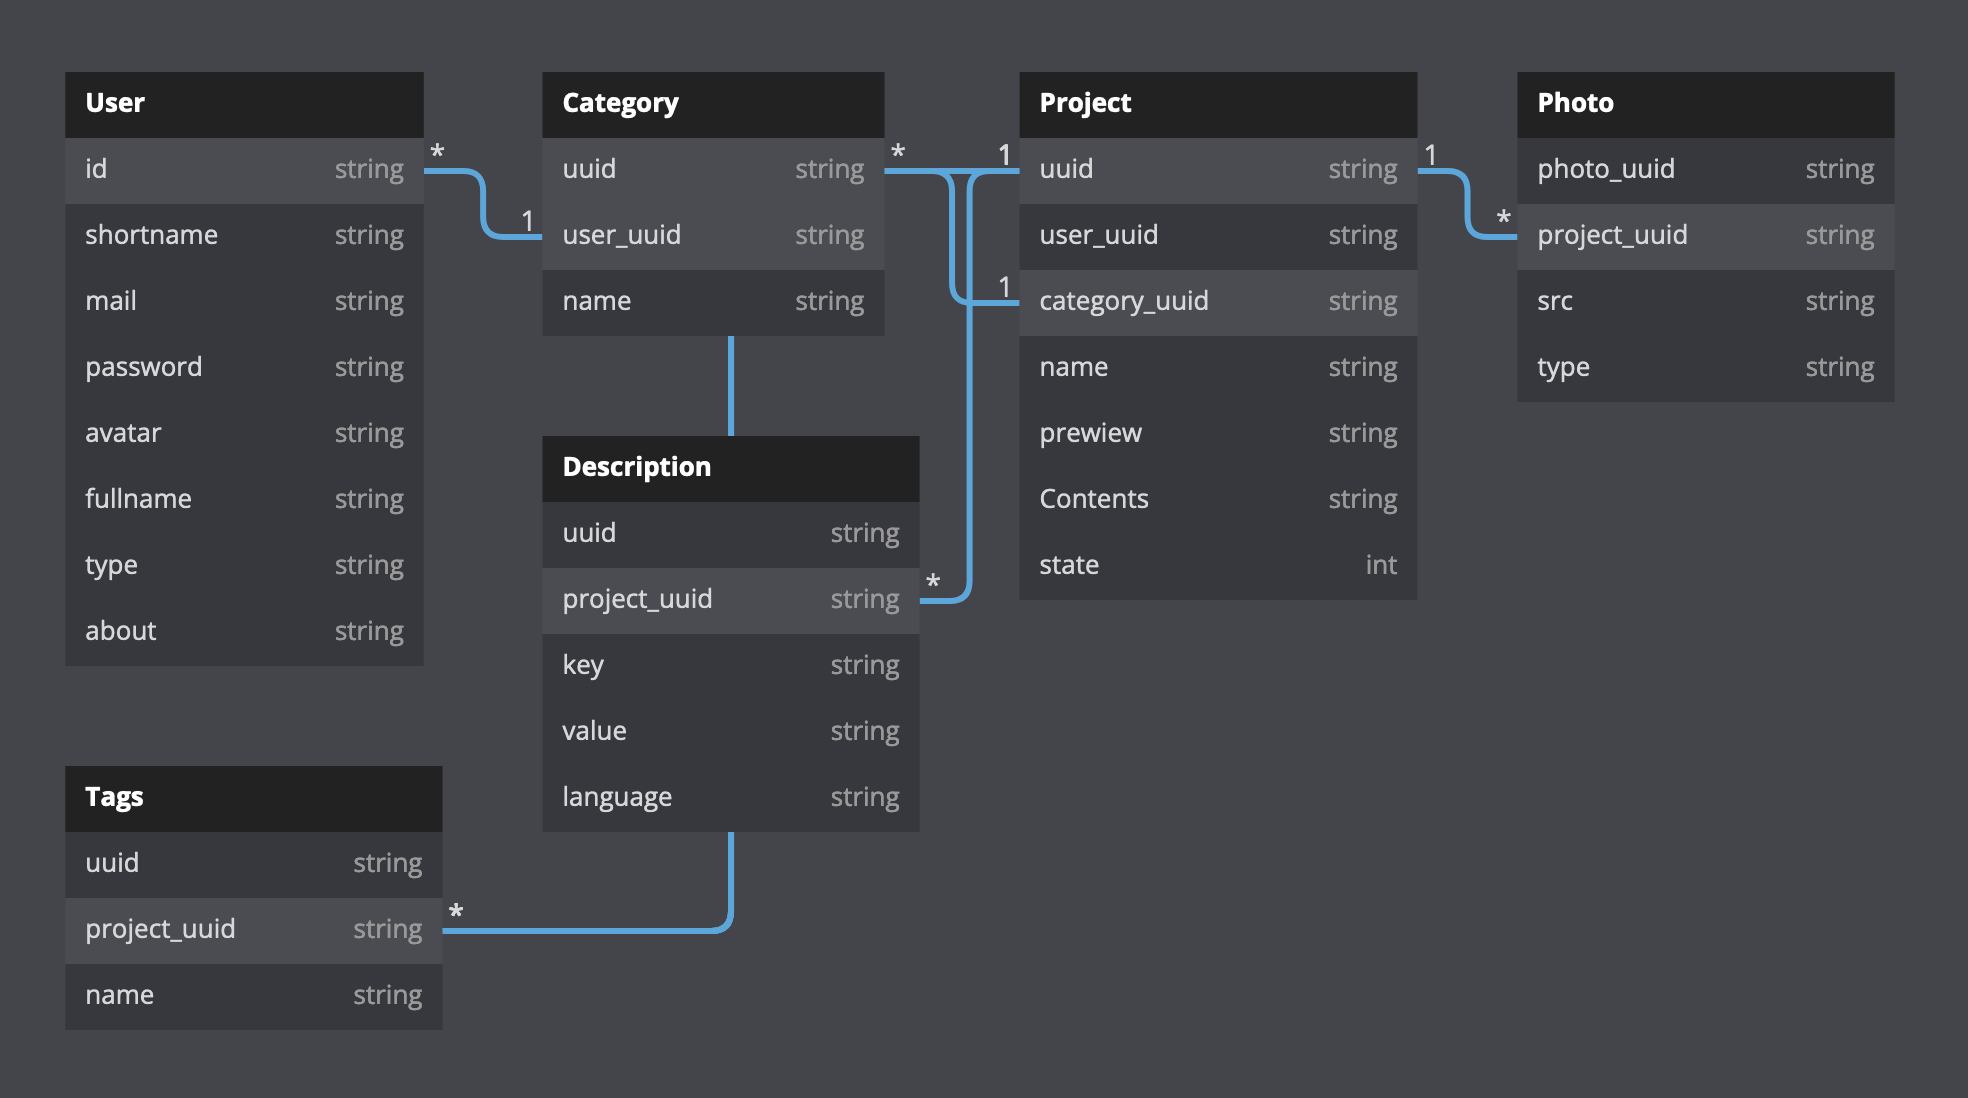 User
id string
shortname string
mail string
password string
avatar string
fullname string
type string
about string
* 1
Category
uuid string
user_uuid string
name string
* 1
1
Project
uuid string
user_uuid string
category_uuid string
name string
prewiew string
Contents string
state int
1 *
Photo
photo_uuid string
project_uuid string
src string
type string
Description
uuid string
project_uuid string
key string
value string
language string
*
Tags
uuid string
project_uuid string
name string
*